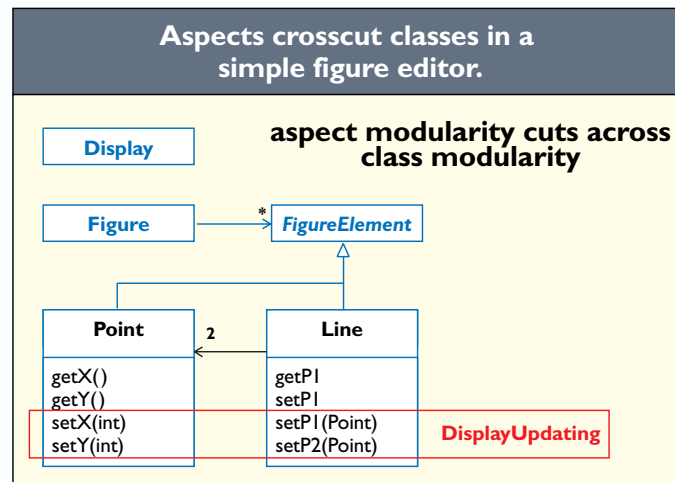 Aspects crosscut classes in a
simple figure editor.
aspect modularity cuts across
class modularity
Display
Figure
*
FigureElement
Point
2
Line
getX()
getY()
setX(int)
setY(int)
getP1
setP1
setP1(Point)
setP2(Point)
DisplayUpdating